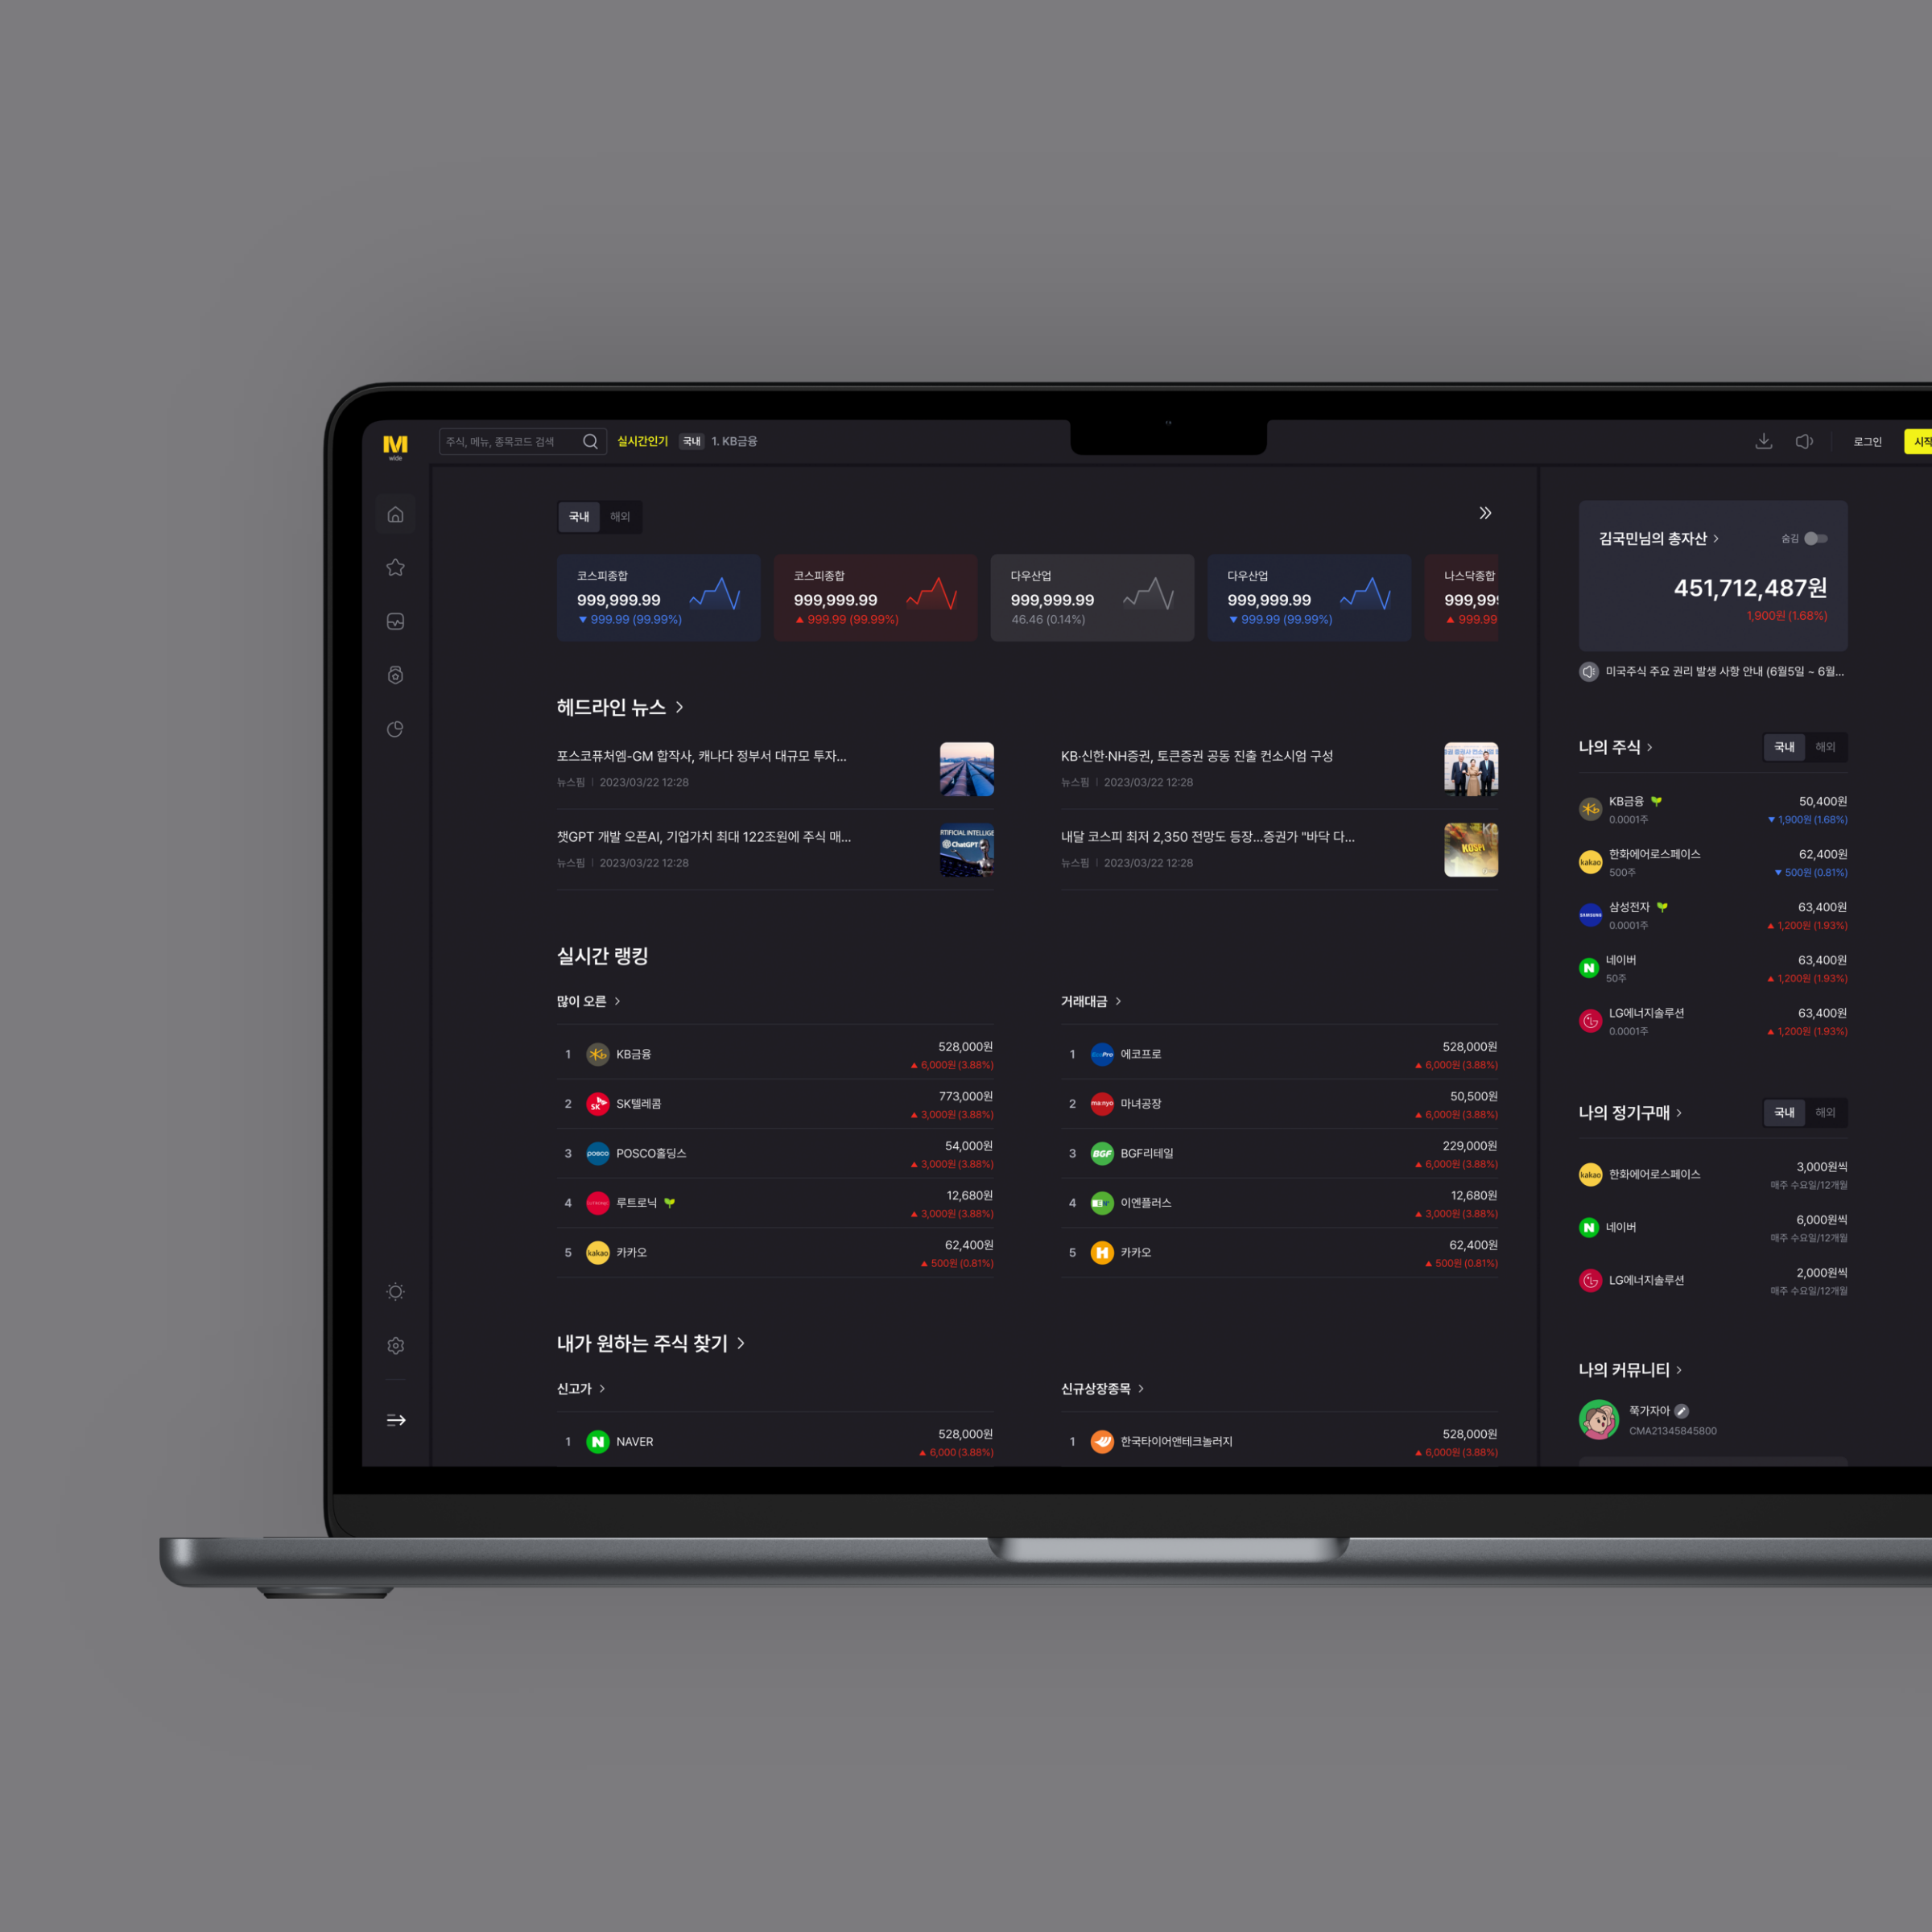 M
wide
주식, 메뉴, 종목코드 검색
실시간인기 국내 1. KB금융
로그인
시작
국내 해외
코스피종합
999,999.99
▼ 999.99 (99.99%)
코스피종합
999,999.99
▲ 999.99 (99.99%)
다우산업
999,999.99
46.46 (0.14%)
다우산업
999,999.99
▼ 999.99 (99.99%)
나스닥종합
999,99
▲ 999.99
헤드라인 뉴스 >
포스코퓨처엠-GM 합작사, 캐나다 정부서 대규모 투자...
뉴스핌 | 2023/03/22 12:28
KB·신한·NH증권, 토큰증권 공동 진출 컨소시엄 구성
뉴스핌 | 2023/03/22 12:28
챗GPT 개발 오픈AI, 기업가치 최대 122조원에 주식 매...
뉴스핌 | 2023/03/22 12:28
RTIFICIAL INTELLIGE
ChatGPT
내달 코스피 최저 2,350 전망도 등장...증권가 "바닥 다...
뉴스핌 | 2023/03/22 12:28
KOSPI
실시간 랭킹
많이 오른 >
1 KB금융 528,000원
▲ 6,000원 (3.88%)
2 SK SK텔레콤 773,000원
▲ 3,000원 (3.88%)
3 posco POSCO홀딩스 54,000원
▲ 3,000원 (3.88%)
4 루트로닉 12,680원
▲ 3,000원 (3.88%)
5 kakao 카카오 62,400원
▲ 500원 (0.81%)
거래대금 >
1 에코프로 528,000원
▲ 6,000원 (3.88%)
2 ma:nyo 마녀공장 50,500원
▲ 6,000원 (3.88%)
3 BGF BGF리테일 229,000원
▲ 6,000원 (3.88%)
4 이엔플러스 12,680원
▲ 3,000원 (3.88%)
5 H 카카오 62,400원
▲ 500원 (0.81%)
내가 원하는 주식 찾기 >
신고가 >
1 N NAVER 528,000원
▲ 6,000 (3.88%)
신규상장종목 >
1 한국타이어앤테크놀러지 528,000원
▲ 6,000원 (3.88%)
김국민님의 총자산 > 숨김
451,712,487원
1,900원 (1.68%)
미국주식 주요 권리 발생 사항 안내 (6월5일 ~ 6월...
나의 주식 > 국내 해외
KB금융 50,400원
0.0001주 ▼ 1,900원 (1.68%)
kakao 한화에어로스페이스 62,400원
500주 ▼ 500원 (0.81%)
SAMSUNG 삼성전자 63,400원
0.0001주 ▲ 1,200원 (1.93%)
N 네이버 63,400원
50주 ▲ 1,200원 (1.93%)
LG에너지솔루션 63,400원
0.0001주 ▲ 1,200원 (1.93%)
나의 정기구매 > 국내 해외
kakao 한화에어로스페이스 3,000원씩
매주 수요일/12개월
N 네이버 6,000원씩
매주 수요일/12개월
LG에너지솔루션 2,000원씩
매주 수요일/12개월
나의 커뮤니티 >
쭉가자아
CMA21345845800